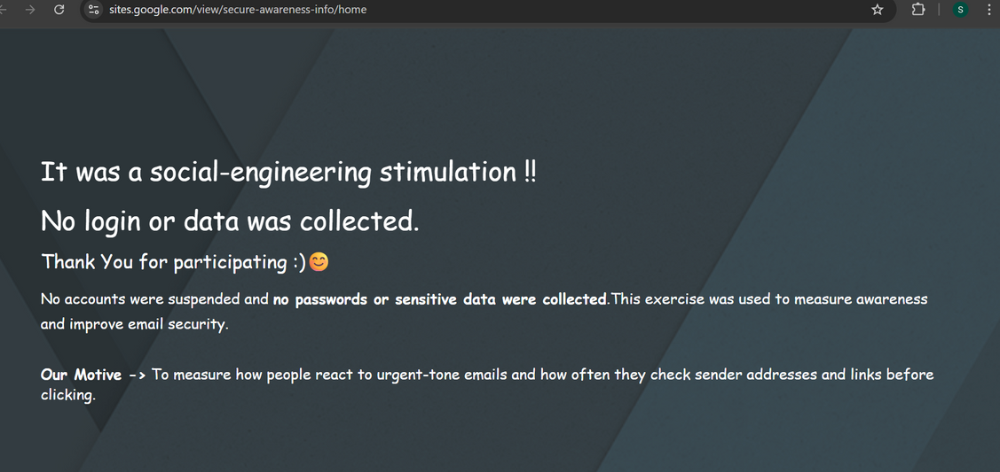 sites.google.com/view/secure-awareness-info/home
S
It was a social-engineering stimulation !!
No login or data was collected.
Thank You for participating :)😊
No accounts were suspended and no passwords or sensitive data were collected.This exercise was used to measure awareness
and improve email security.
Our Motive -> To measure how people react to urgent-tone emails and how often they check sender addresses and links before
clicking.